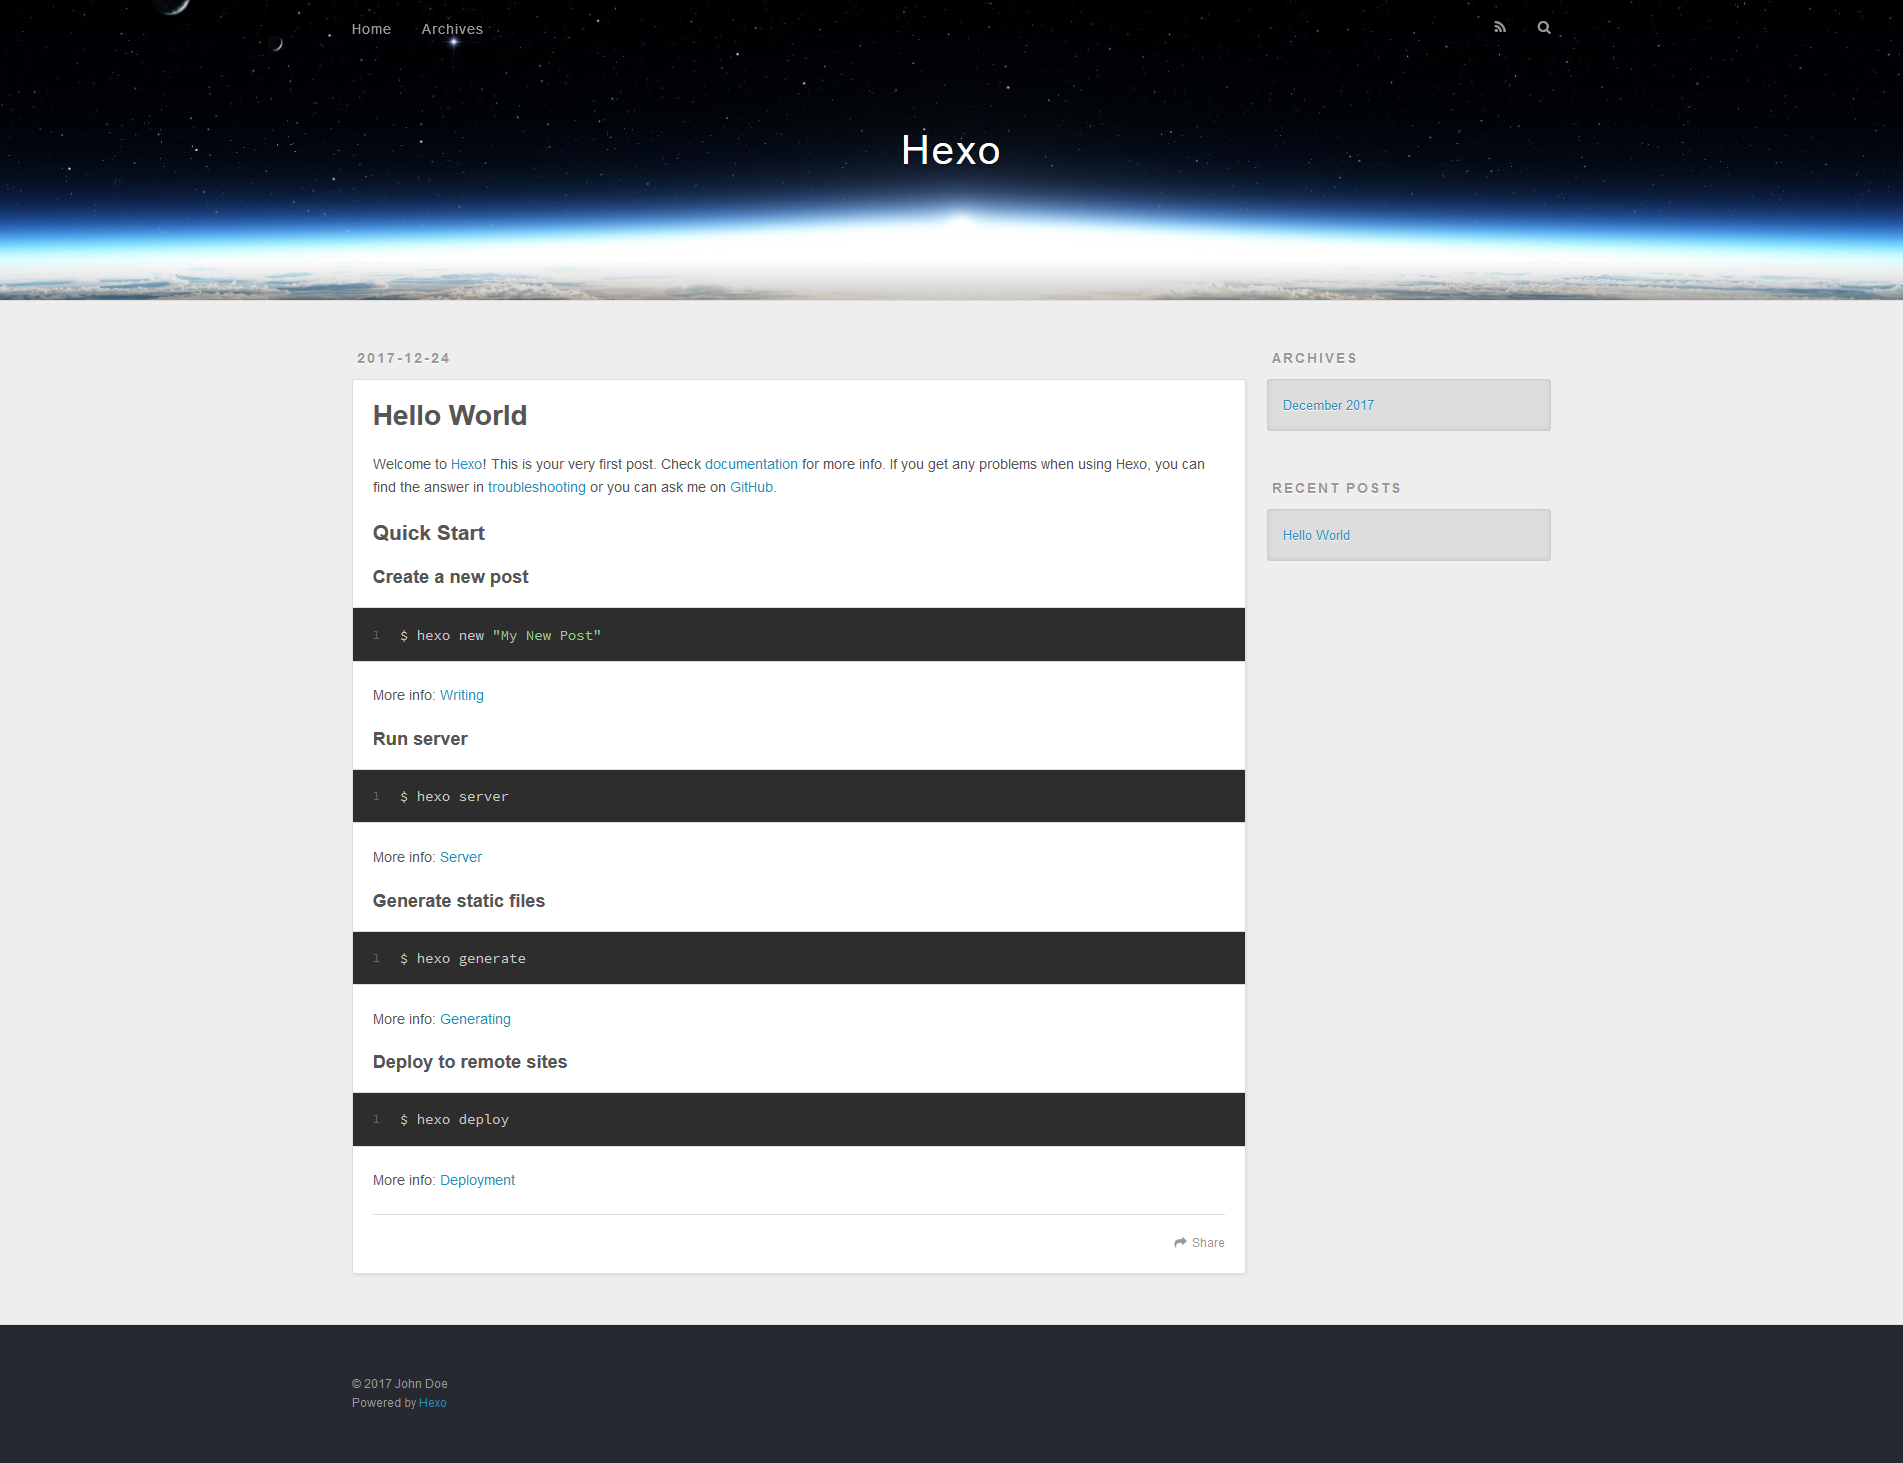 Home Archives
Hexo
2017-12-24
Hello World
Welcome to Hexo! This is your very first post. Check documentation for more info. If you get any problems when using Hexo, you can
find the answer in troubleshooting or you can ask me on GitHub.
Quick Start
Create a new post
1 $ hexo new "My New Post"
More info: Writing
Run server
1 $ hexo server
More info: Server
Generate static files
1 $ hexo generate
More info: Generating
Deploy to remote sites
1 $ hexo deploy
More info: Deployment
Share
ARCHIVES
December 2017
RECENT POSTS
Hello World
© 2017 John Doe
Powered by Hexo